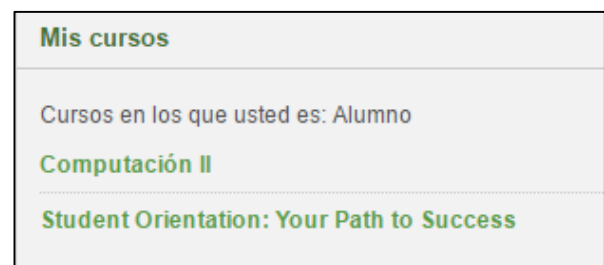 Mis cursos
Cursos en los que usted es: Alumno
Computación II
Student Orientation: Your Path to Success